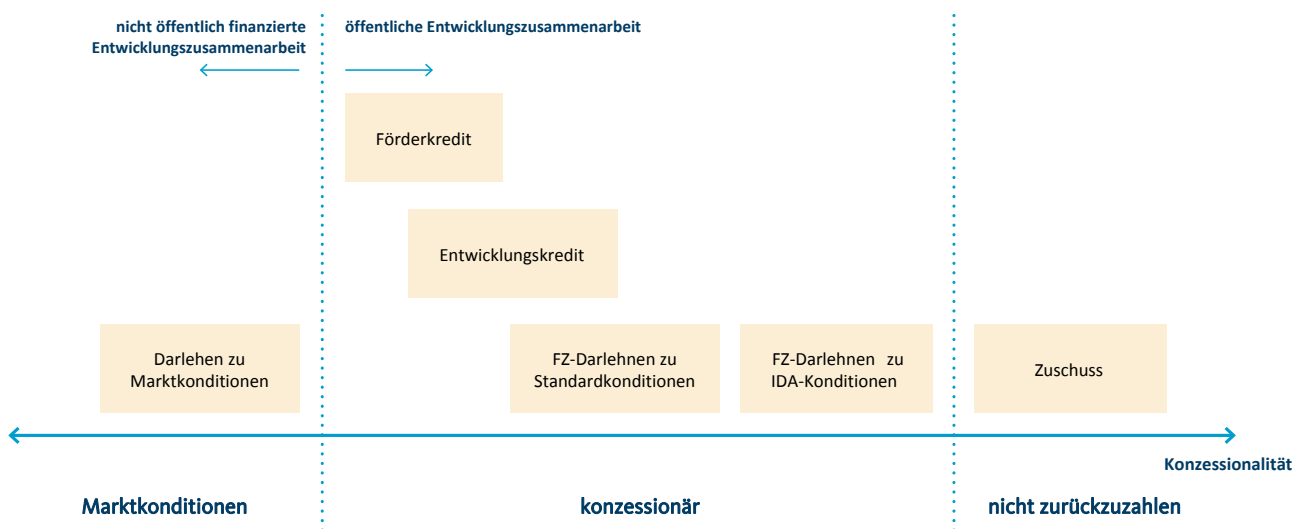 nicht öffentlich finanzierte
Entwicklungszusammenarbeit
öffentliche Entwicklungszusammenarbeit
Förderkredit
Entwicklungskredit
Darlehen zu
Marktkonditionen
FZ-Darlehnen zu
Standardkonditionen
FZ-Darlehnen zu
IDA-Konditionen
Zuschuss
Konzessionalität
Marktkonditionen
konzessionär
nicht zurückzuzahlen